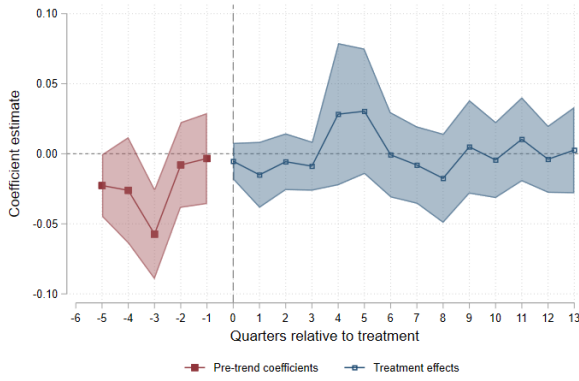 0.10
0.05
0.00
-0.05
-0.10
Coefficient estimate
-6 -5 -4 -3 -2 -1 0 1 2 3 4 5 6 7 8 9 10 11 12 13
Quarters relative to treatment
Pre-trend coefficients Treatment effects